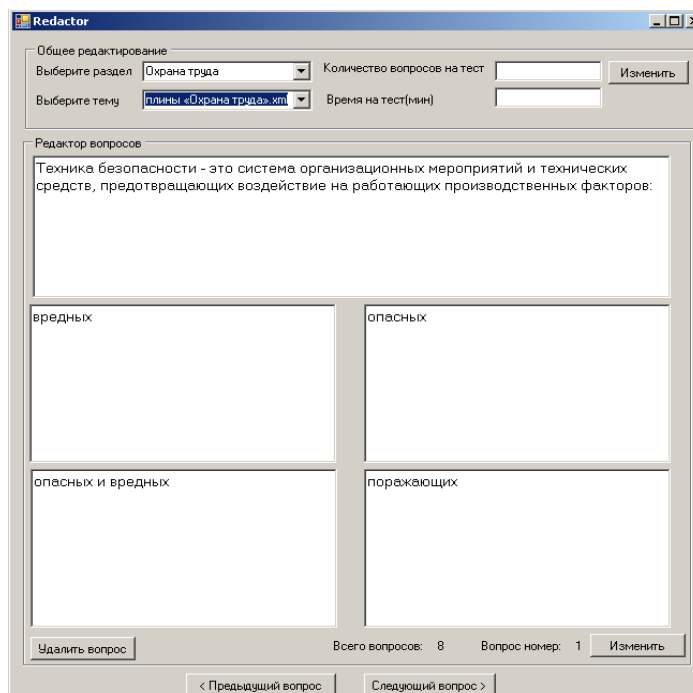 Redactor
Общее редактирование
Выберите раздел
Охрана труда
Количество вопросов на тест
Изменить
Выберите тему
плины «Охрана труда».xml
Время на тест(мин)
Редактор вопросов
Техника безопасности - это система организационных мероприятий и технических
средств, предотвращающих воздействие на работающих производственных факторов:
вредных
опасных
опасных и вредных
поражающих
Удалить вопрос
Всего вопросов: 8
Вопрос номер: 1
Изменить
< Предыдущий вопрос
Следующий вопрос >